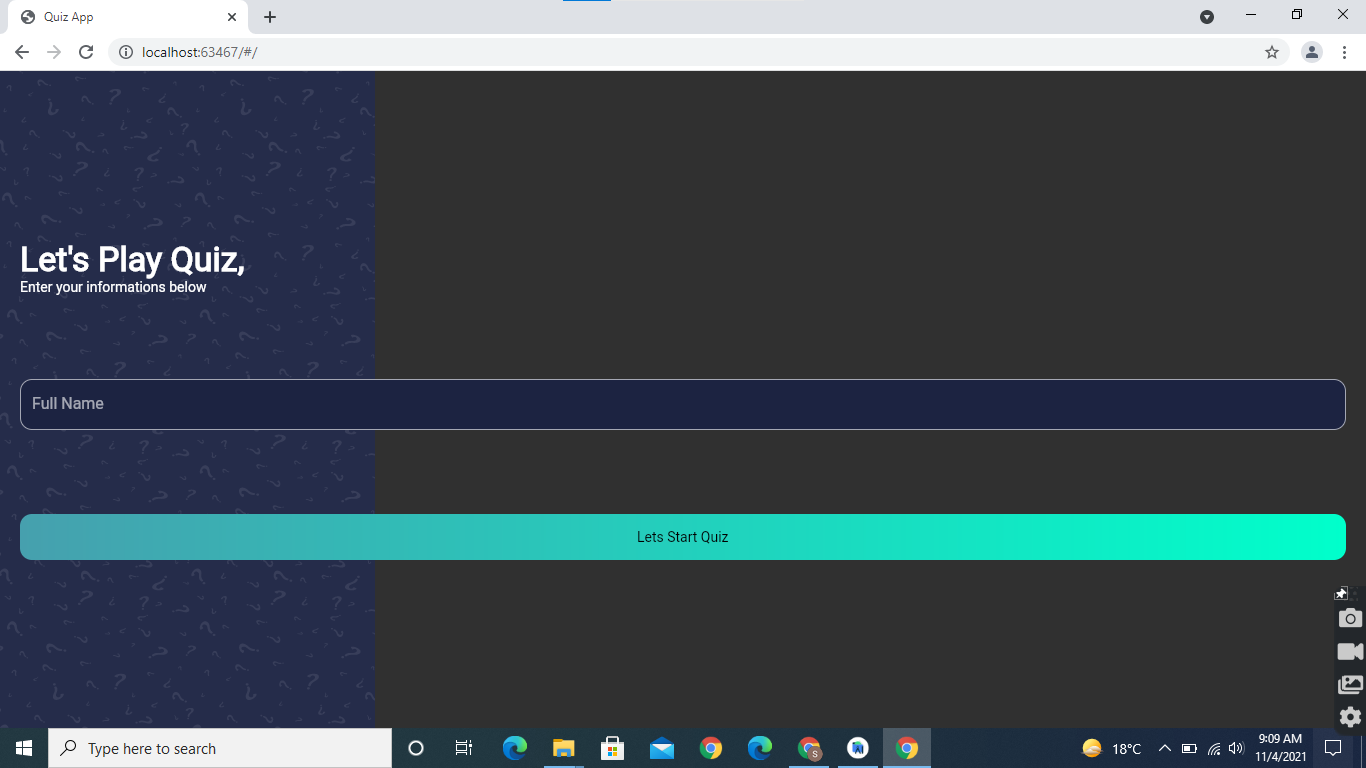 Quiz App
localhost:63467/#/
Let's Play Quiz,
Enter your informations below
Full Name
Lets Start Quiz
S
Type here to search
18°C
9:09 AM
11/4/2021